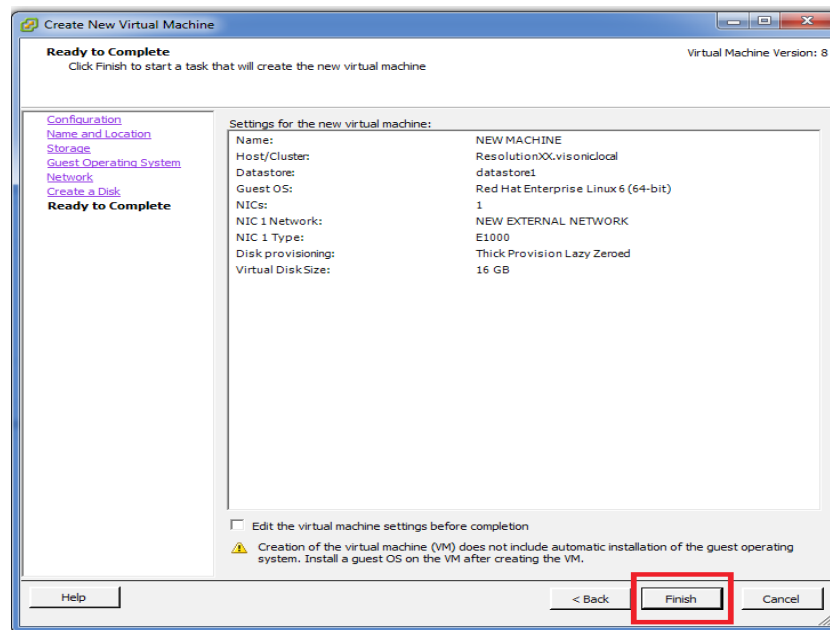 Create New Virtual Machine
Ready to Complete
Click Finish to start a task that will create the new virtual machine
Virtual Machine Version: 8
Configuration
Name and Location
Storage
Guest Operating System
Network
Create a Disk
Ready to Complete
Settings for the new virtual machine:
Name: NEW MACHINE
Host/Cluster: ResolutionXX.visonic.local
Datastore: datastore1
Guest OS: Red Hat Enterprise Linux 6 (64-bit)
NICs: 1
NIC 1 Network: NEW EXTERNAL NETWORK
NIC 1 Type: E1000
Disk provisioning: Thick Provision Lazy Zeroed
Virtual Disk Size: 16 GB
Edit the virtual machine settings before completion
Creation of the virtual machine (VM) does not include automatic installation of the guest operating
system. Install a guest OS on the VM after creating the VM.
Help
< Back
Finish
Cancel